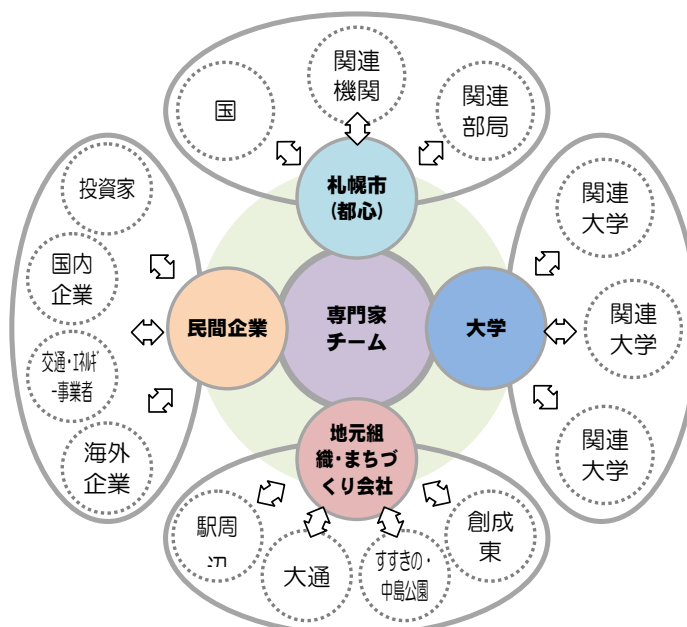 関連
機関
国
関連
部局
札幌市
(都心)
投資家
国内
企業
交通・エネルギ
-事業者
海外
企業
民間企業
専門家
チーム
大学
関連
大学
関連
大学
関連
大学
地元組
織・まちづ
くり会社
駅周
大通
すすきの・
中島公園
創成
東